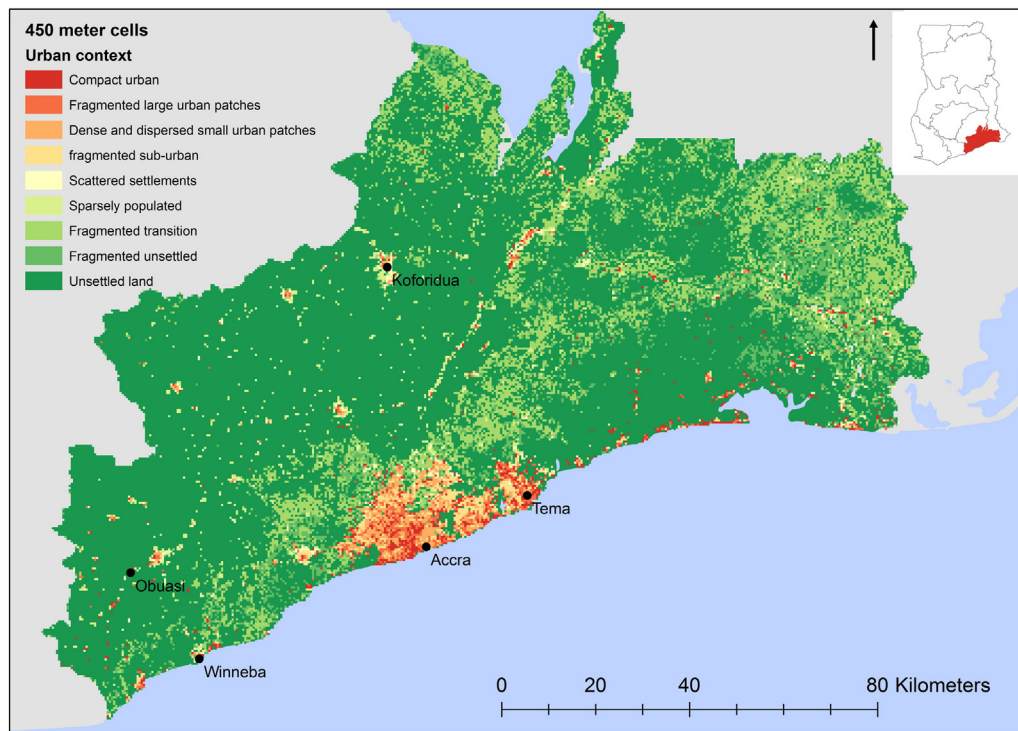 450 meter cells
Urban context
Compact urban
Fragmented large urban patches
Dense and dispersed small urban patches
fragmented sub-urban
Scattered settlements
Sparsely populated
Fragmented transition
Fragmented unsettled
Unsettled land
Koforidua
Tema
Accra
Obuasi
Winneba
0 20 40 80 Kilometers